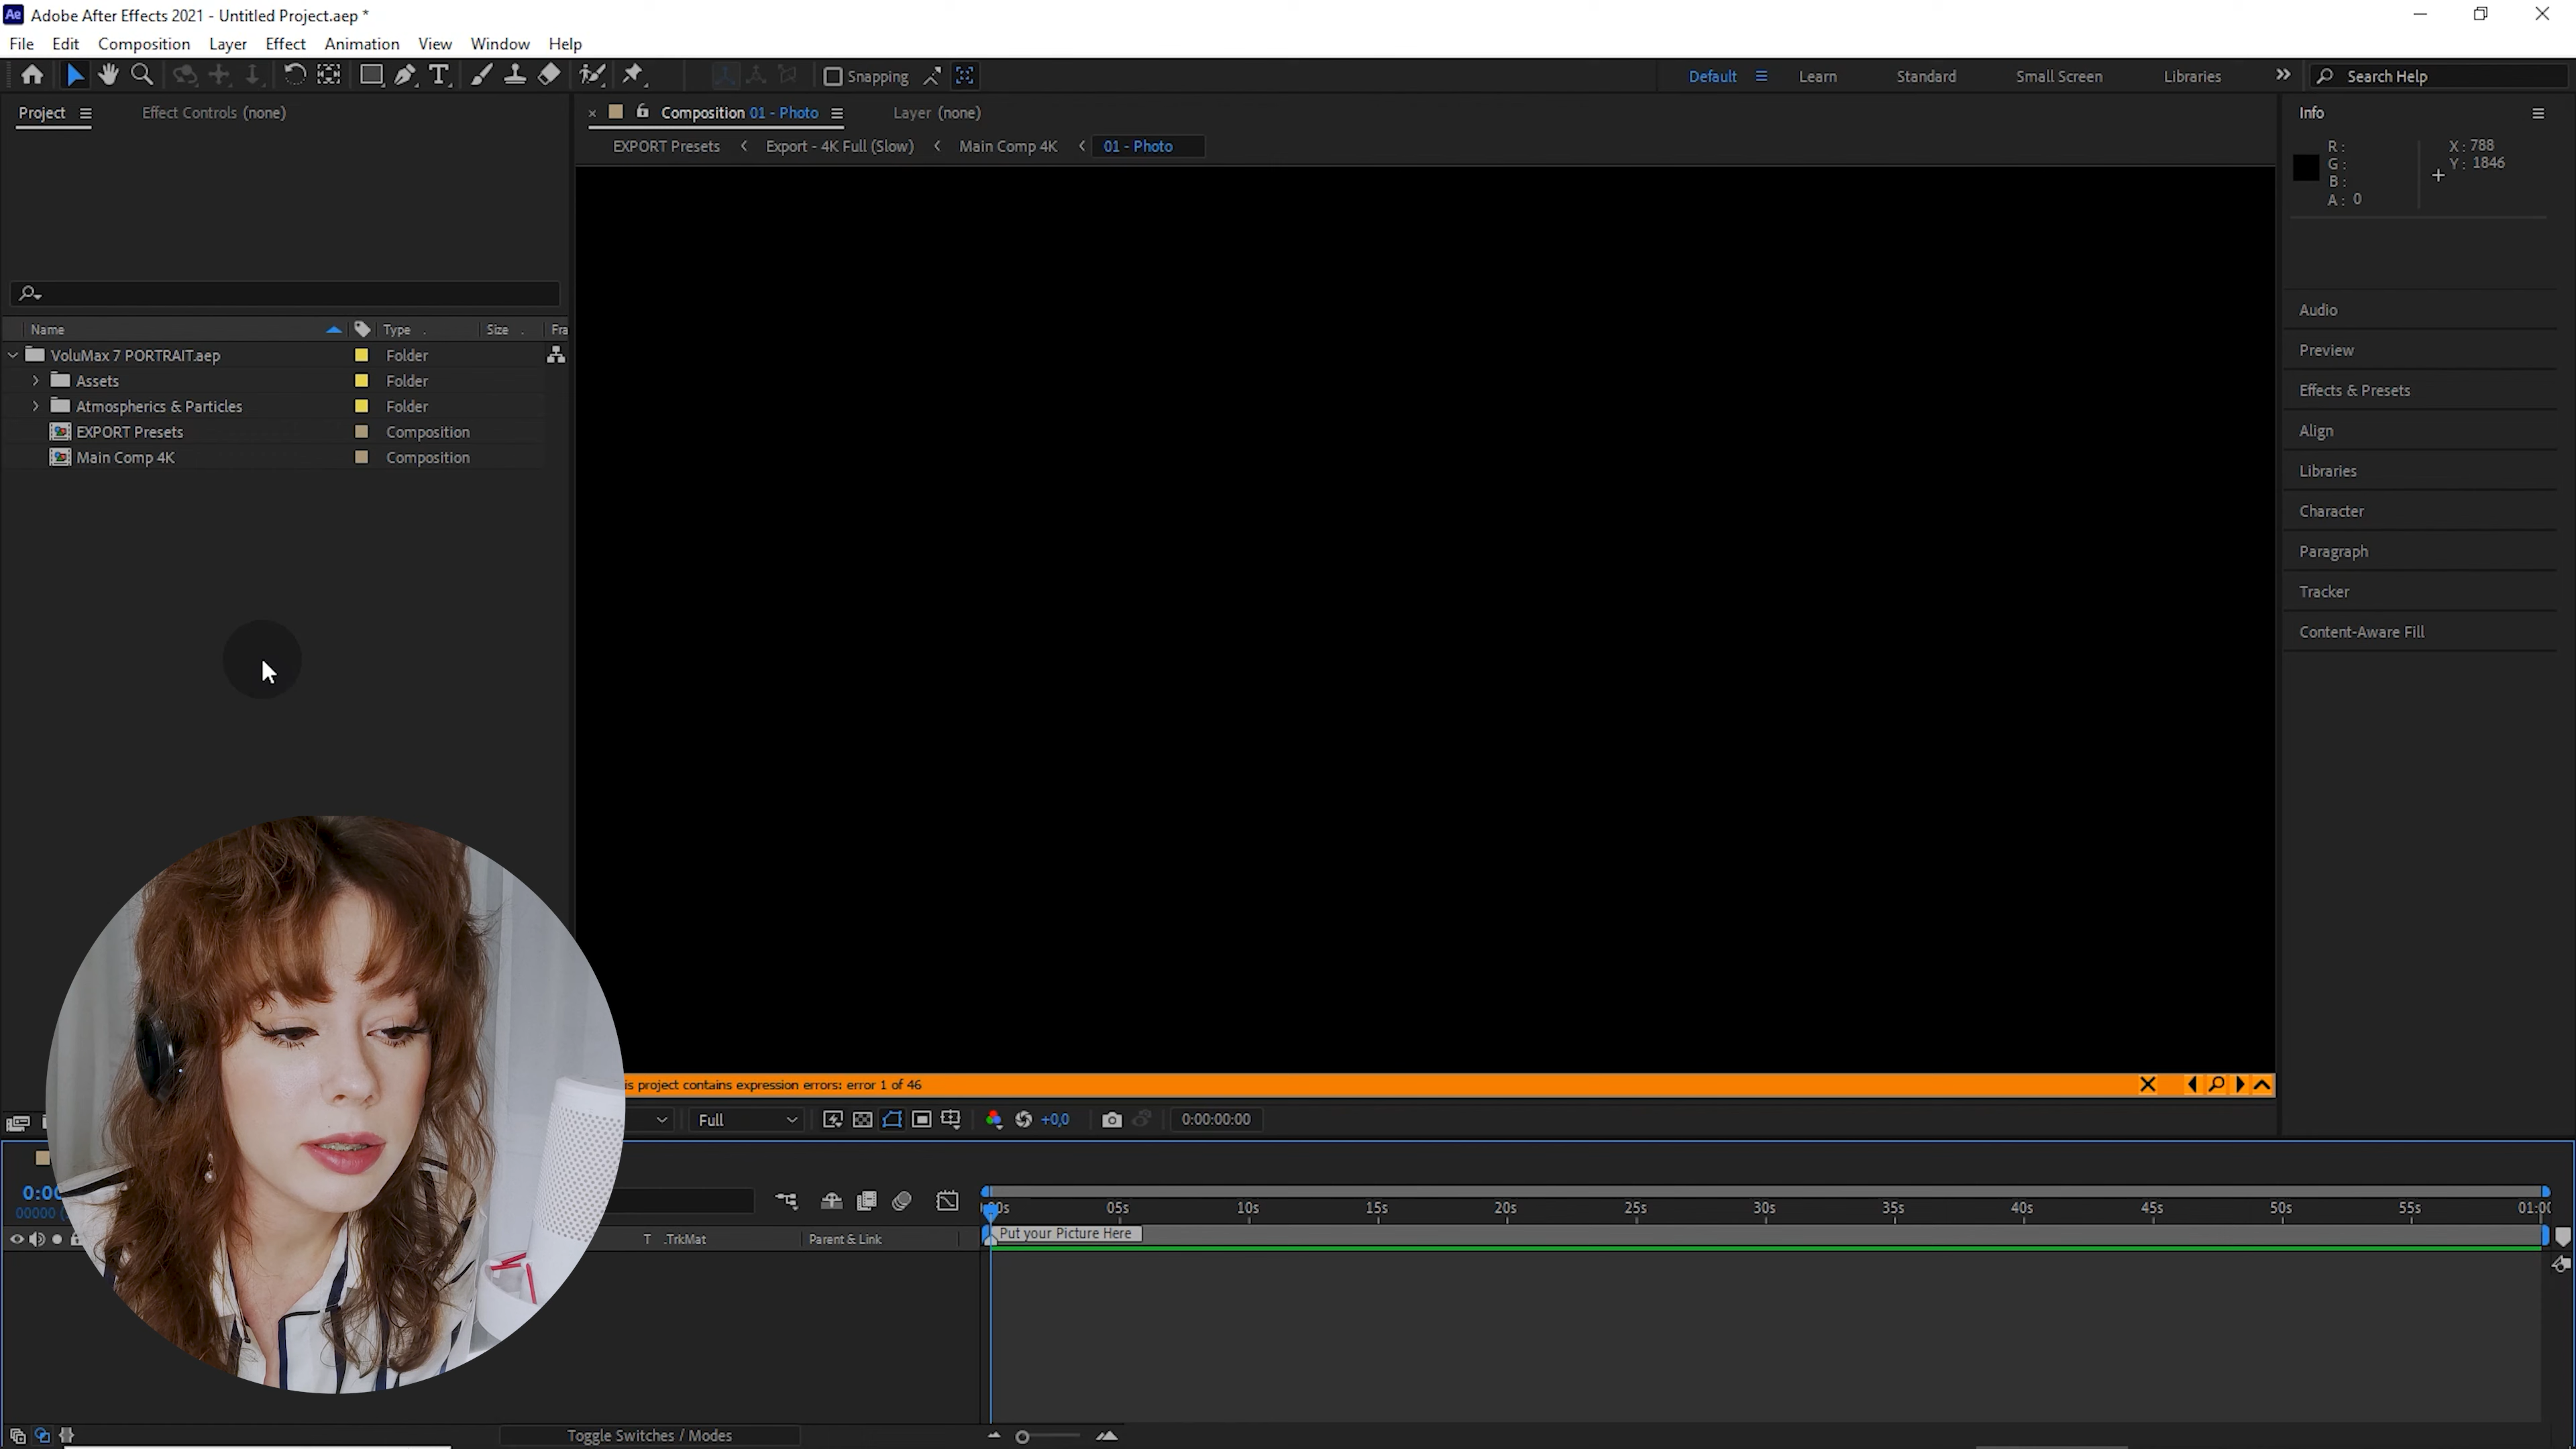 Adobe After Effects 2021 - Untitled Project.aep *
File Edit Composition Layer Effect Animation View Window Help
Snapping
Default Learn Standard Small Screen Libraries Search Help
Project Effect Controls (none)
Composition 01 - Photo Layer (none)
EXPORT Presets Export - 4K Full (Slow) Main Comp 4K 01 - Photo
Info
R :
G :
B :
A : 0
X : 788
Y : 1846
Name Type Size Fra
VoluMax 7 PORTRAIT.aep Folder
Assets Folder
Atmospherics & Particles Folder
EXPORT Presets Composition
Main Comp 4K Composition
Audio
Preview
Effects & Presets
Align
Libraries
Character
Paragraph
Tracker
Content-Aware Fill
is project contains expression errors: error 1 of 46
Full +0,0 0:00:00:00
0:00
00000
05s 10s 15s 20s 25s 30s 35s 40s 45s 50s 55s 01:00
Put your Picture Here
T .TrkMat Parent & Link
Toggle Switches / Modes